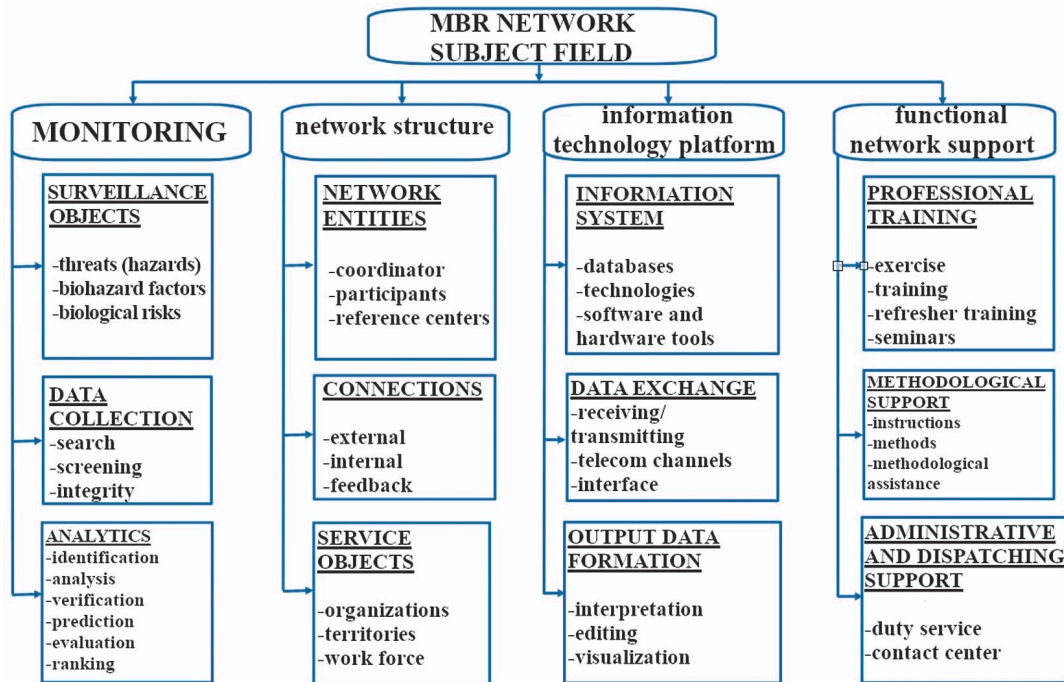 MBR NETWORK
SUBJECT FIELD
MONITORING
SURVEILLANCE
OBJECTS
-threats (hazards)
-biohazard factors
-biological risks
DATA
COLLECTION
-search
-screening
-integrity
ANALYTICS
-identification
-analysis
-verification
-prediction
-evaluation
-ranking
network structure
NETWORK
ENTITIES
-coordinator
-participants
-reference centers
CONNECTIONS
-external
-internal
-feedback
SERVICE
OBJECTS
-organizations
-territories
-work force
information
technology platform
INFORMATION
SYSTEM
-databases
-technologies
-software and
hardware tools
DATA EXCHANGE
-receiving/
transmitting
-telecom channels
-interface
OUTPUT DATA
FORMATION
-interpretation
-editing
-visualization
functional
network support
PROFESSIONAL
TRAINING
-exercise
-training
-refresher training
-seminars
METHODOLOGICAL
SUPPORT
-instructions
-methods
-methodological
assistance
ADMINISTRATIVE
AND DISPATCHING
SUPPORT
-duty service
-contact center